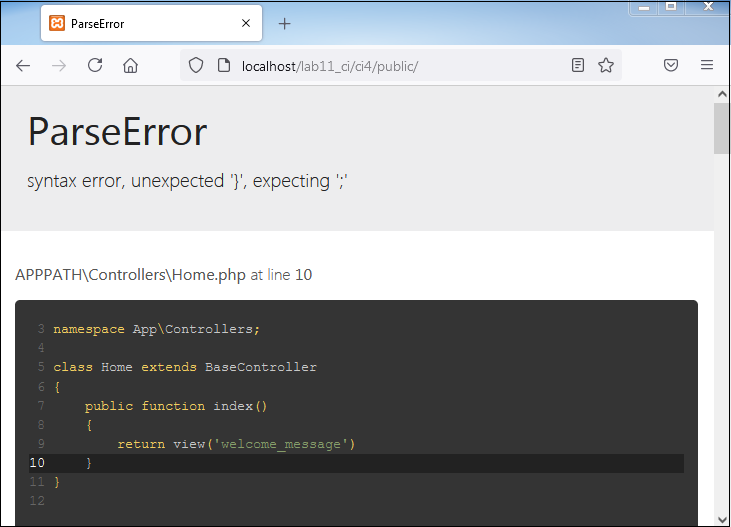 ParseError
localhost/lab11_ci/ci4/public/
ParseError
syntax error, unexpected '}', expecting ';'
APPPATH\Controllers\Home.php at line 10
3 namespace App\Controllers;
4
5 class Home extends BaseController
6 {
7     public function index()
8     {
9         return view('welcome_message')
10     }
11 }
12